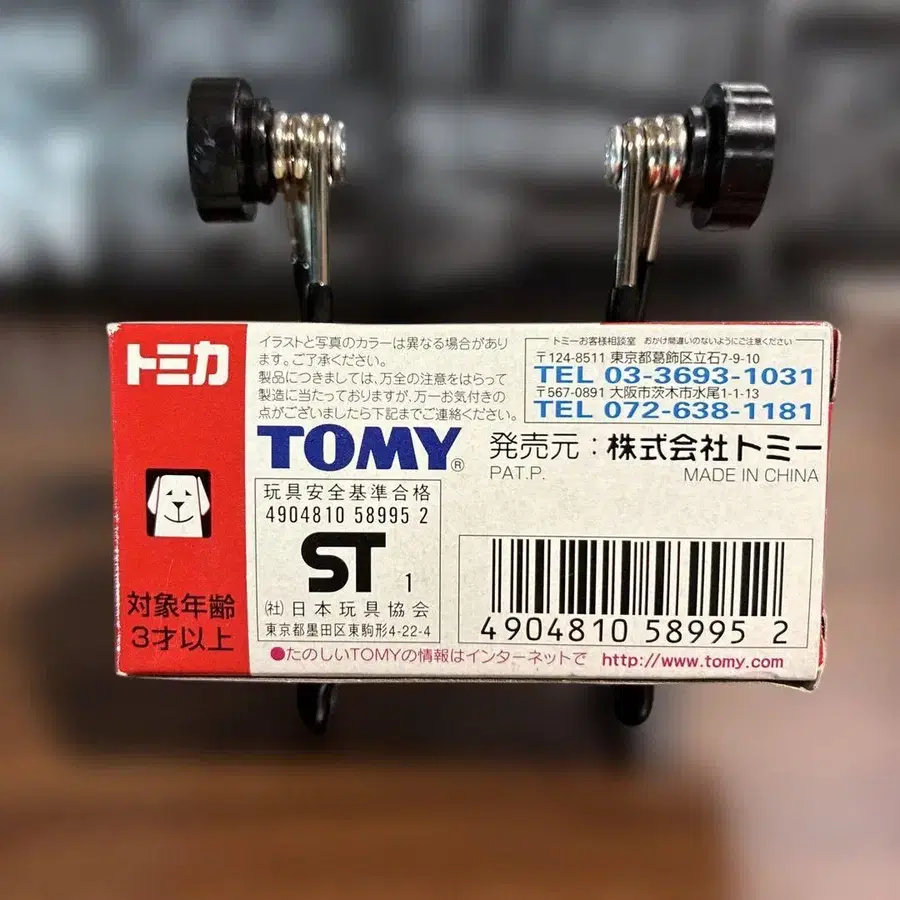 トミカ
イラストと写真のカラーは異なる場合があり
ます。ご了承ください。
製品につきましては、万全の注意をはらって
製造に当たっておりますが、万一お気付きの
点がございましたら下記までご連絡ください。
トミーお客様相談室 おかけ間違いのないようにご注意ください
〒124-8511 東京都葛飾区立石7-9-10
TEL 03-3693-1031
〒567-0891 大阪市茨木市水尾1-1-13
TEL 072-638-1181
TOMY®
発売元：株式会社トミー
PAT.P. MADE IN CHINA
玩具安全基準合格
4904810 58995 2
ST 1
(社)日本玩具協会
東京都墨田区東駒形4-22-4
対象年齢
3才以上
4904810 58995 2
●たのしいTOMYの情報はインターネットで http://www.tomy.com